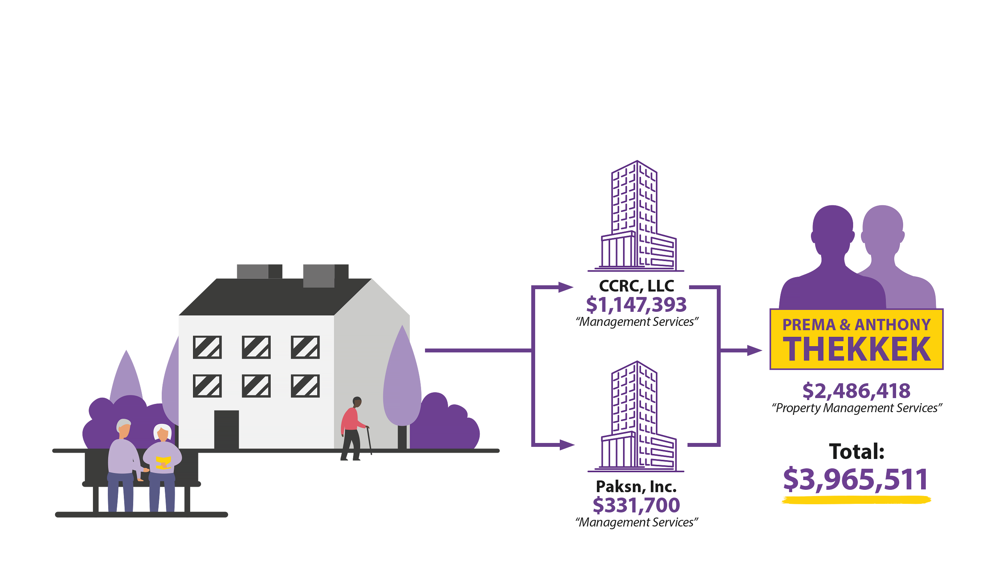 CCRC, LLC
$1,147,393
“Management Services”
Paksn, Inc.
$331,700
“Management Services”
PREMA & ANTHONY
THEKKEK
$2,486,418
“Property Management Services”
Total:
$3,965,511